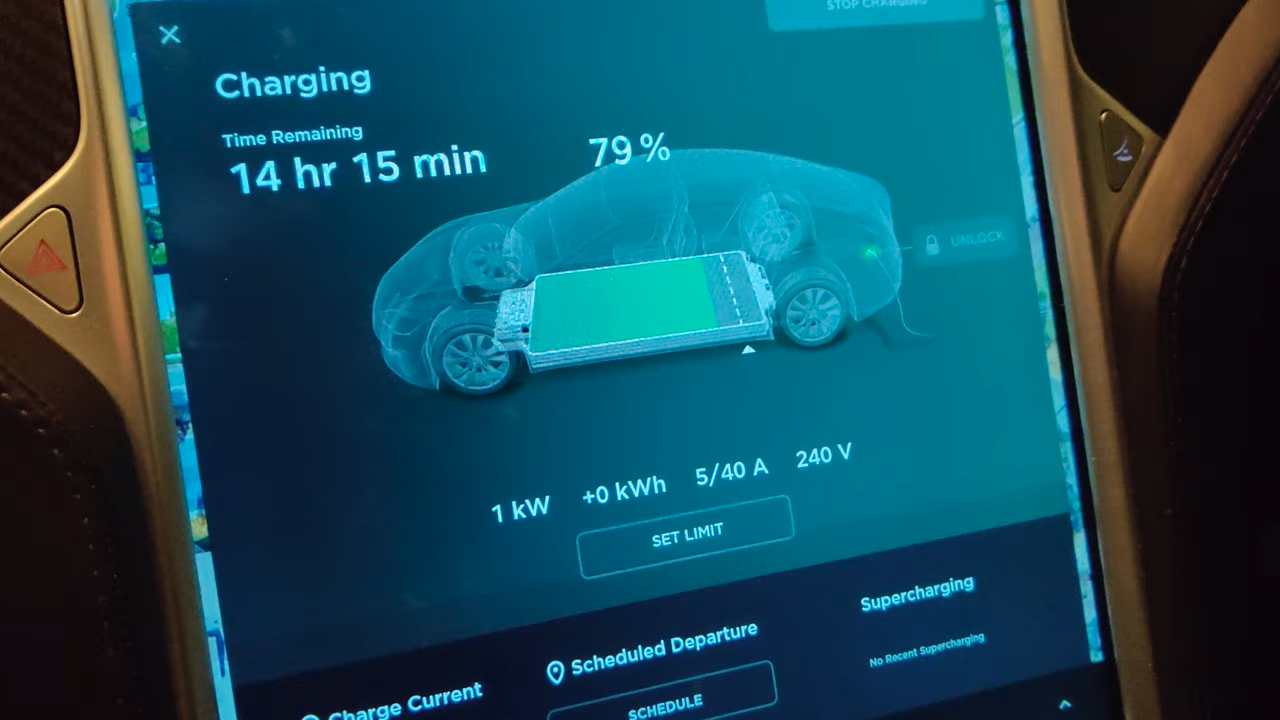 STOP CHARGING
Charging
Time Remaining
14 hr 15 min
79 %
UNLOCK
1 kW +0 kWh 5/40 A 240 V
SET LIMIT
Supercharging
No Recent Supercharging
Scheduled Departure
SCHEDULE
Charge Current